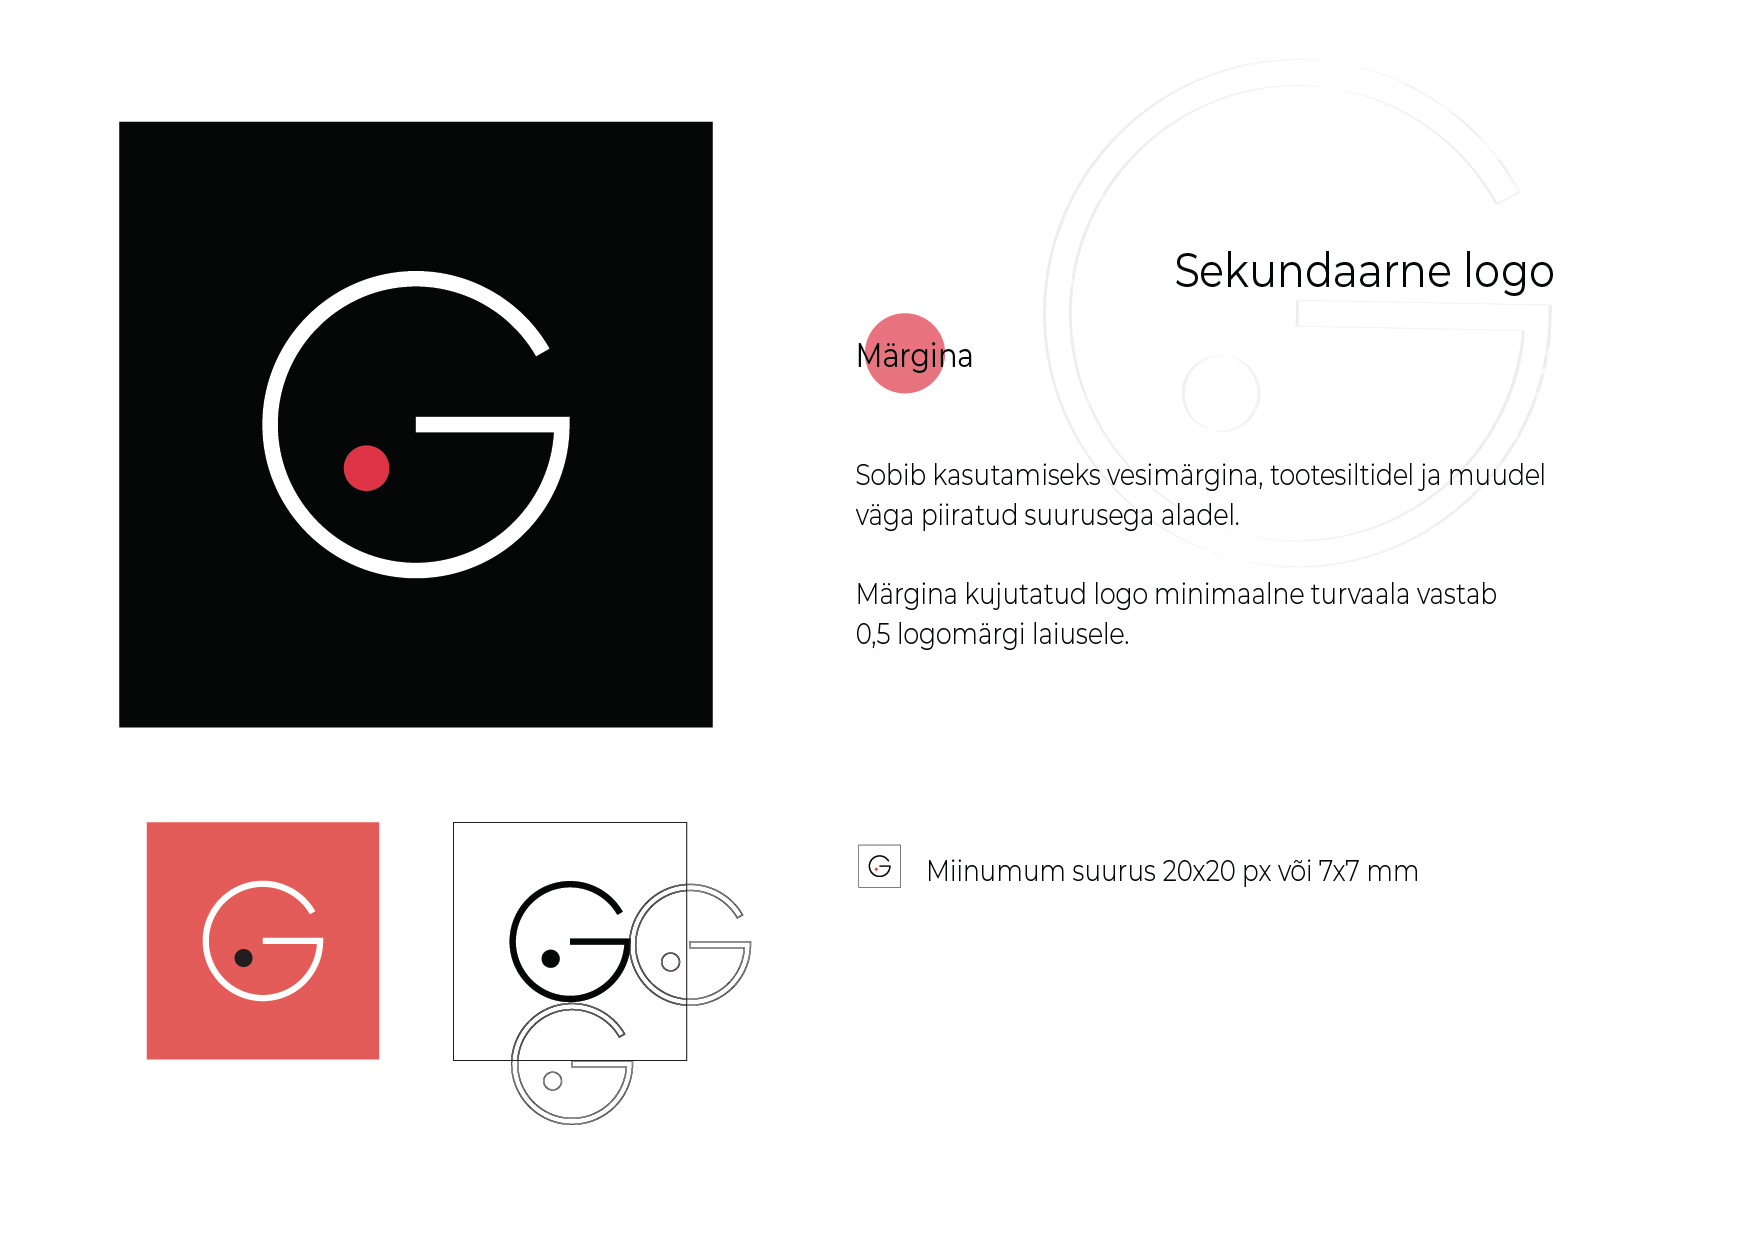 Sekundaarne logo
Märgina
Sobib kasutamiseks vesimärgina, tootesiltidel ja muudel
väga piiratud suurusega aladel.
Märgina kujutatud logo minimaalne turvaala vastab
0,5 logomärgi laiusele.
Miinumum suurus 20x20 px või 7x7 mm